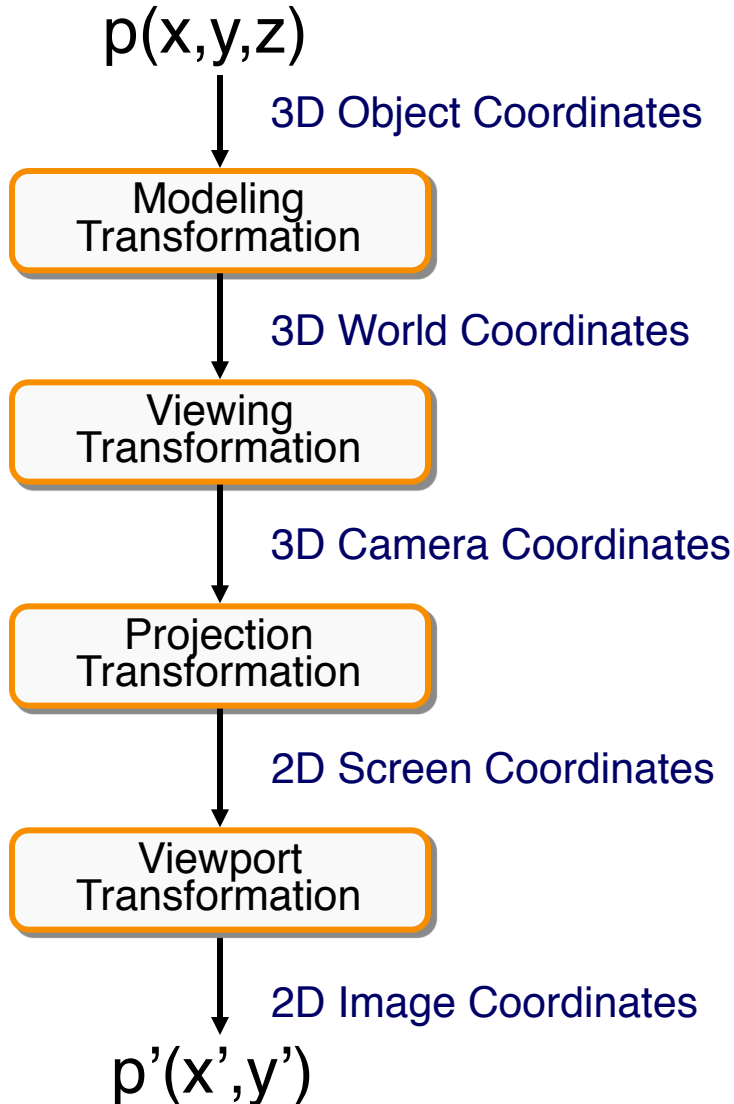 p(x,y,z)
3D Object Coordinates
Modeling
Transformation
3D World Coordinates
Viewing
Transformation
3D Camera Coordinates
Projection
Transformation
2D Screen Coordinates
Viewport
Transformation
2D Image Coordinates
p’(x’,y’)